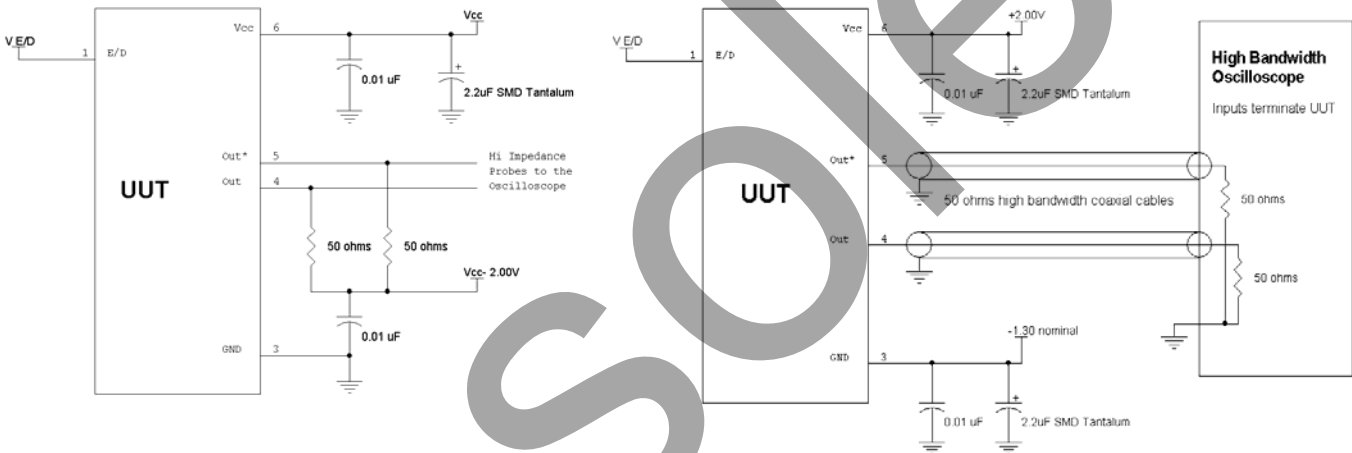 Vcc
V E/D
1
E/D
Vcc
6
0.01 uF
+
2.2uF SMD Tantalum
Out*
5
Out
4
Hi Impedance
Probes to the
Oscilloscope
UUT
50 ohms
50 ohms
Vcc- 2.00V
0.01 uF
GND
3
+2.00V
V E/D
1
E/D
Vcc
6
0.01 uF
+
2.2uF SMD Tantalum
High Bandwidth
Oscilloscope
Inputs terminate UUT
Out*
5
UUT
50 ohms high bandwidth coaxial cables
50 ohms
Out
4
50 ohms
-1.30 nominal
GND
3
0.01 uF
+
2.2uF SMD Tantalum
sole